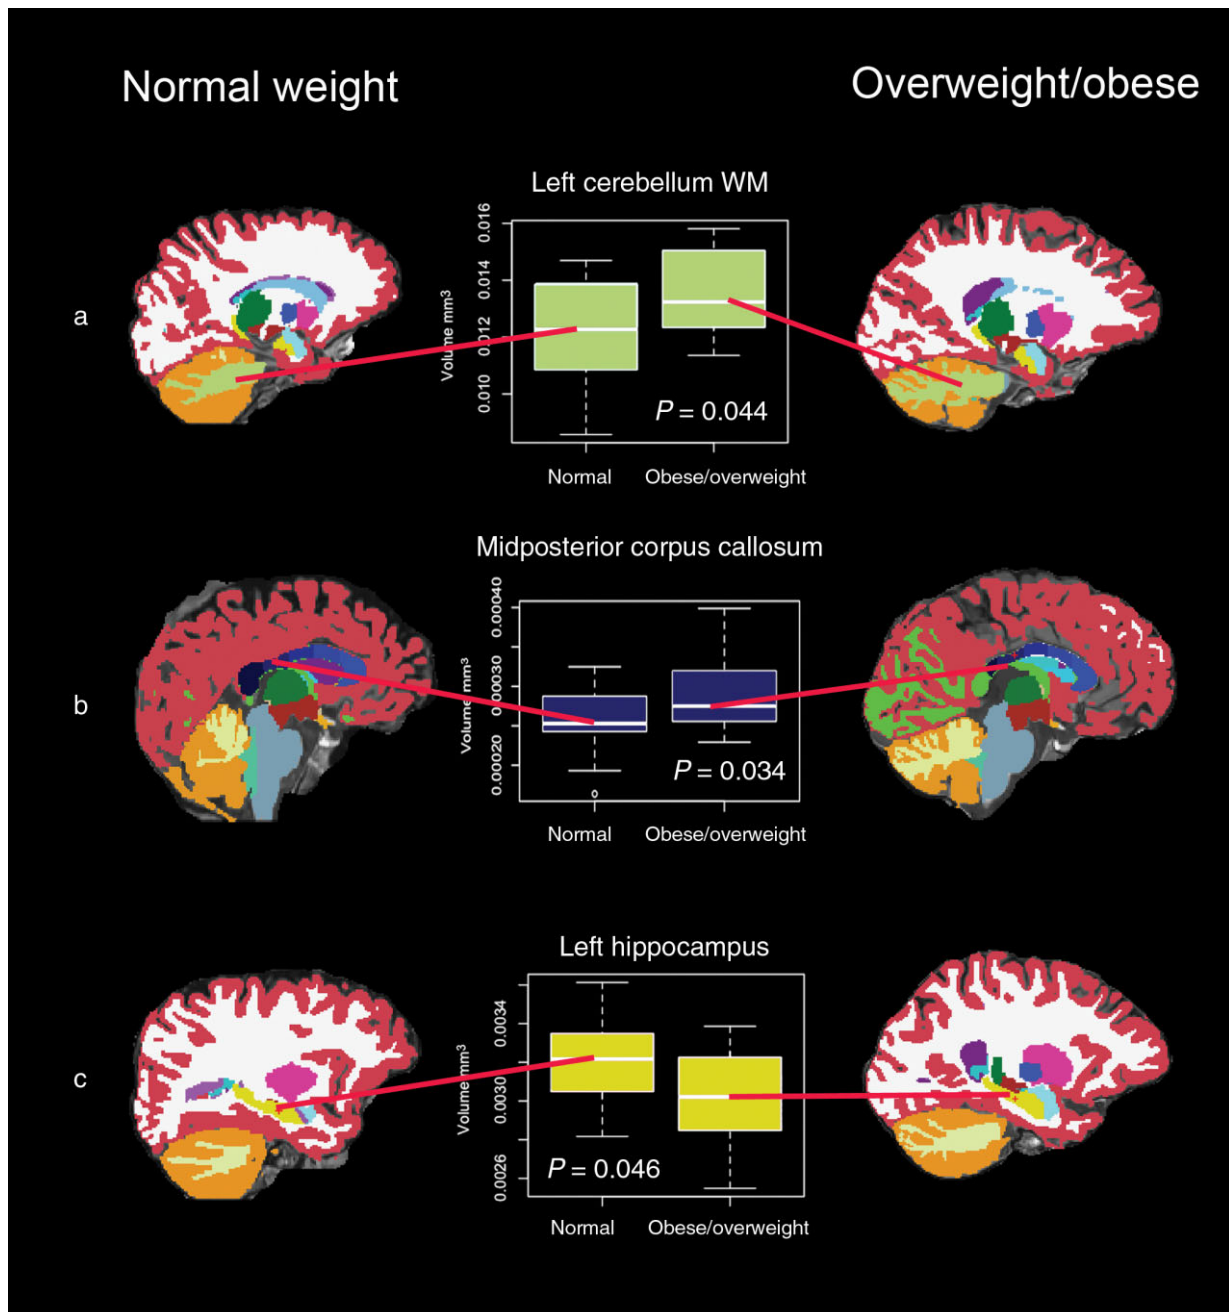 Normal weight
Overweight/obese
a
Left cerebellum WM
Volume mm³
0.016
0.014
0.012
0.010
P = 0.044
Normal
Obese/overweight
b
Midposterior corpus callosum
Volume mm³
0.00040
0.00030
0.00020
P = 0.034
Normal
Obese/overweight
c
Left hippocampus
Volume mm³
0.0034
0.0030
0.0026
P = 0.046
Normal
Obese/overweight